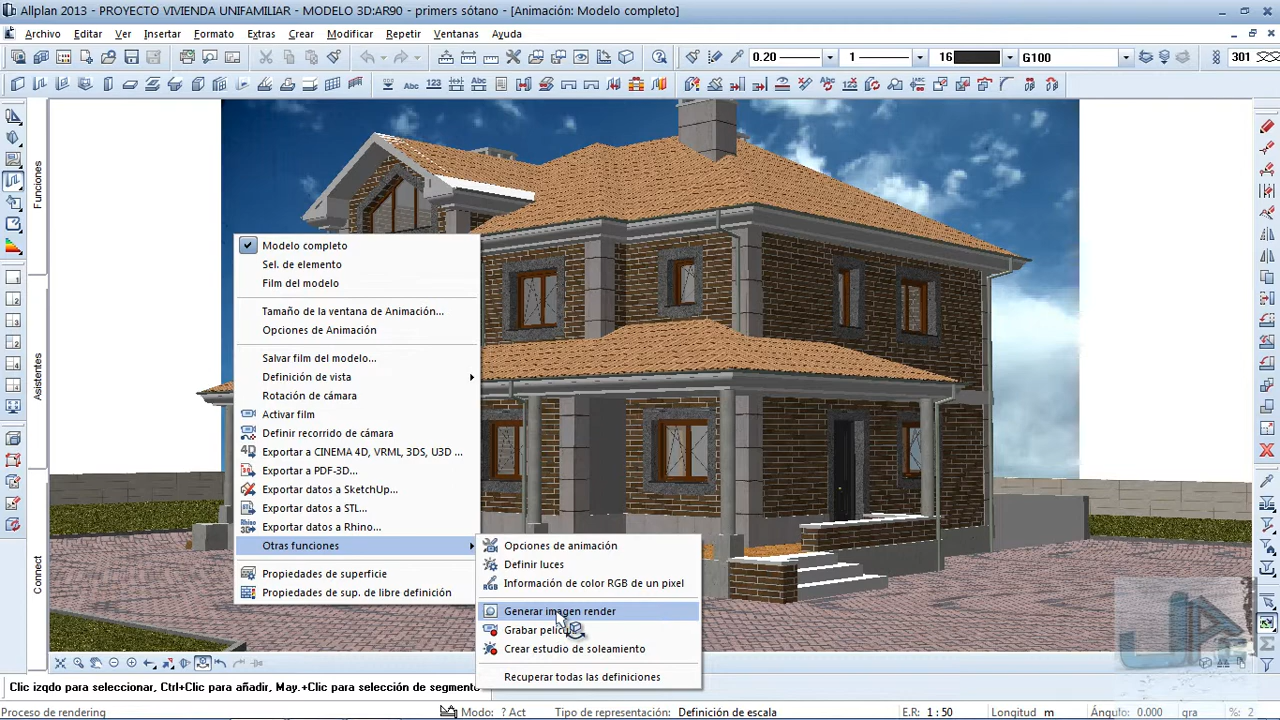 Allplan 2013 - PROYECTO VIVIENDA UNIFAMILIAR - MODELO 3D:AR90 - primers sótano - [Animación: Modelo completo]
Archivo Editar Ver Insertar Formato Extras Crear Modificar Repetir Ventanas Ayuda
0.20 1 16 G100 301
Abc 123 Abc
Funciones
Asistentes
Connect
Modelo completo
Sel. de elemento
Film del modelo
Tamaño de la ventana de Animación...
Opciones de Animación
Salvar film del modelo...
Definición de vista
Rotación de cámara
Activar film
Definir recorrido de cámara
Exportar a CINEMA 4D, VRML, 3DS, U3D ...
Exportar a PDF-3D...
Exportar datos a SketchUp...
Exportar datos a STL...
Exportar datos a Rhino...
Otras funciones
Propiedades de superficie
Propiedades de sup. de libre definición
Opciones de animación
Definir luces
RGB Información de color RGB de un pixel
Generar imagen render
Grabar
Crear estudio de soleamiento
Recuperar todas las definiciones
Clic izqdo para seleccionar, Ctrl+Clic para añadir, May.+Clic para selección de segmento
Proceso de rendering Modo: ? Act Tipo de representación: Definición de escala E.R: 1 : 50 Longitud m Ángulo: 0.000 gra %: 2